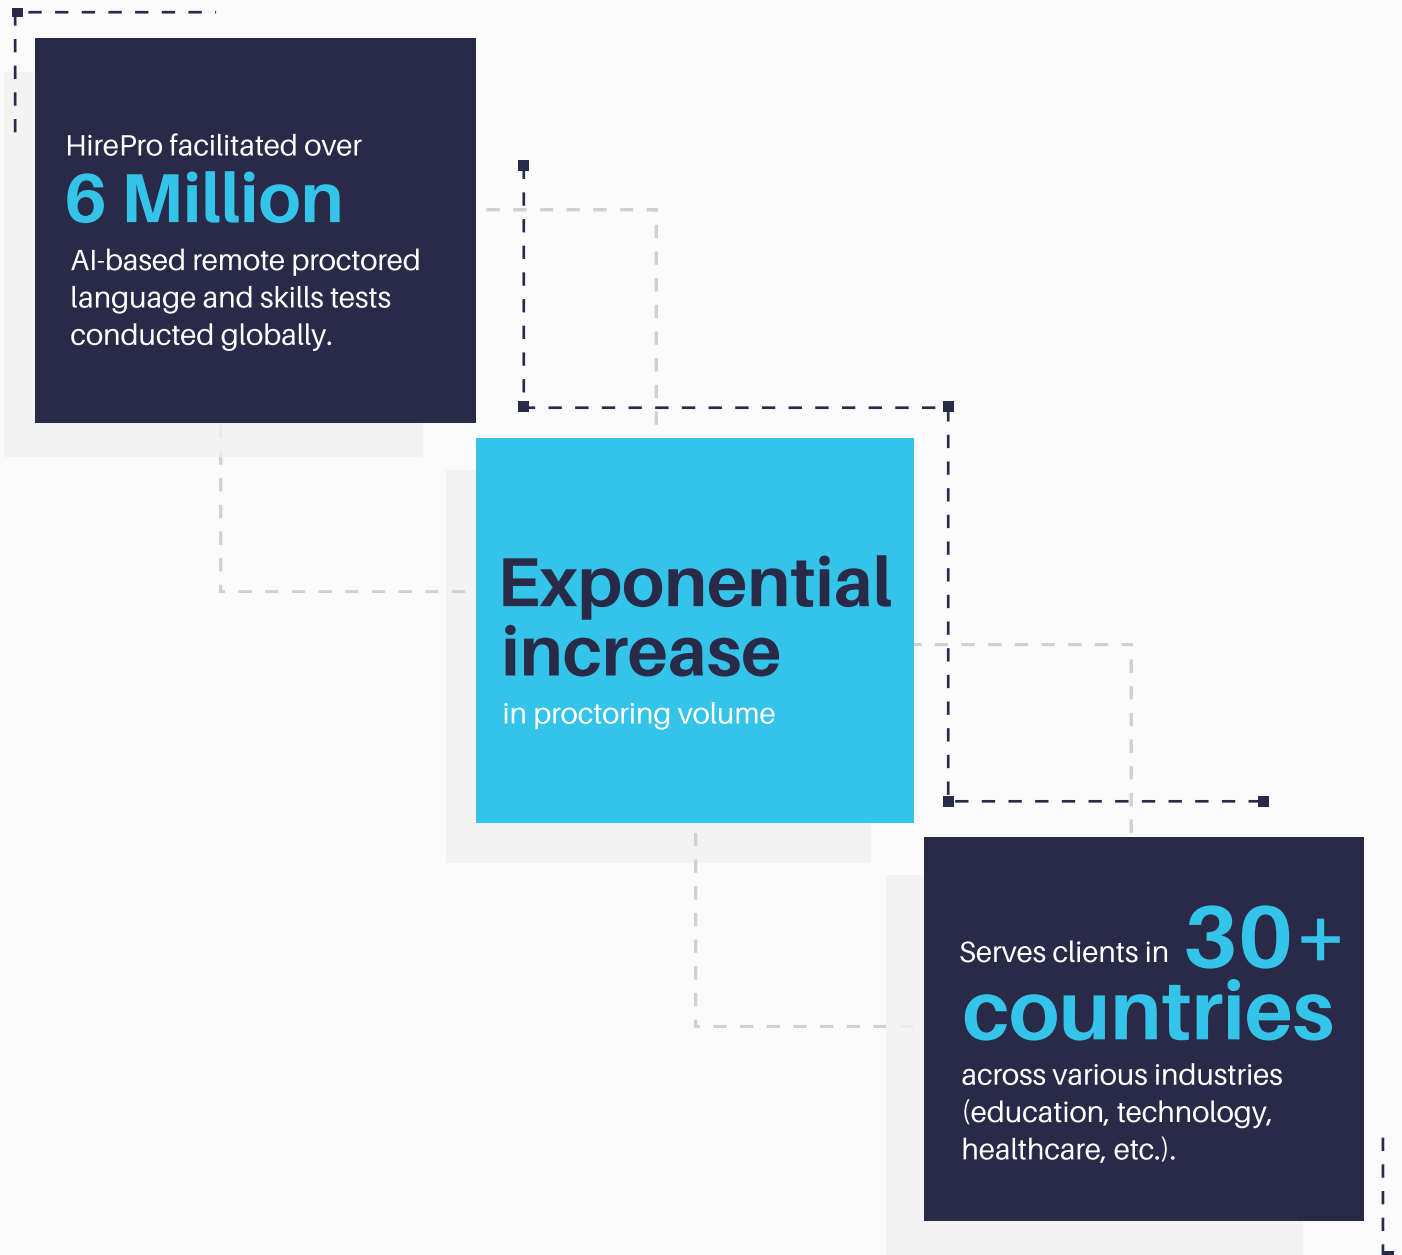 HirePro facilitated over
6 Million
AI-based remote proctored
language and skills tests
conducted globally.
Exponential
increase
in proctoring volume
Serves clients in 30+
countries
across various industries
(education, technology,
healthcare, etc.).